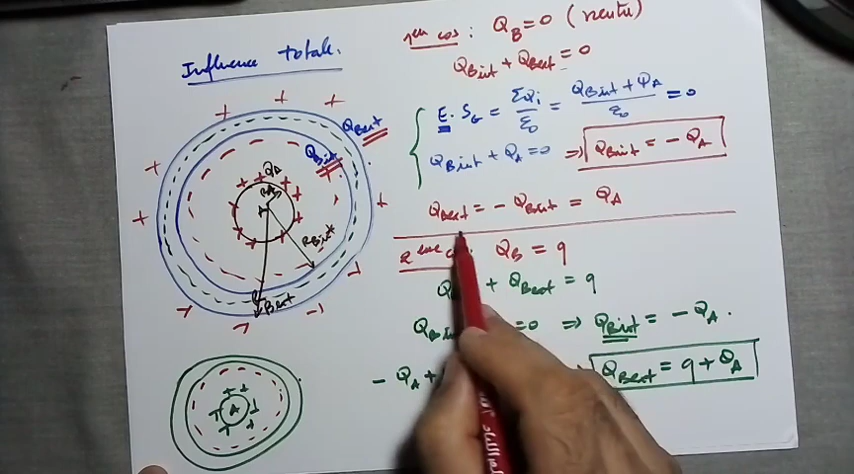 Influence totale.
1er cas : Q_B = 0 (neutre)
Q_Bint + Q_Bext = 0
E. S_G = ΣQi/ε0 = (Q_Bint + Q_A)/ε0 = 0
Q_Bint + Q_A = 0 => Q_Bint = - Q_A
Q_Bext = - Q_Bint = Q_A
2ème Q_B = q
+ Q_Bext = q
= 0 => Q_Bint = - Q_A.
- Q_A + Q_Bext = q + Q_A
Q_Bext
Q_Bint
Q_A
R_A
A
R_Bint
R_Bext
A